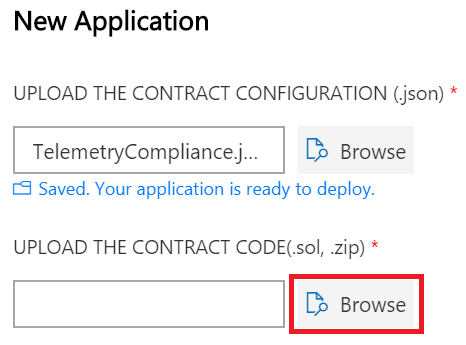 New Application
UPLOAD THE CONTRACT CONFIGURATION (.json) *
TelemetryCompliance.j... Browse
Saved. Your application is ready to deploy.
UPLOAD THE CONTRACT CODE(.sol, .zip) *
Browse